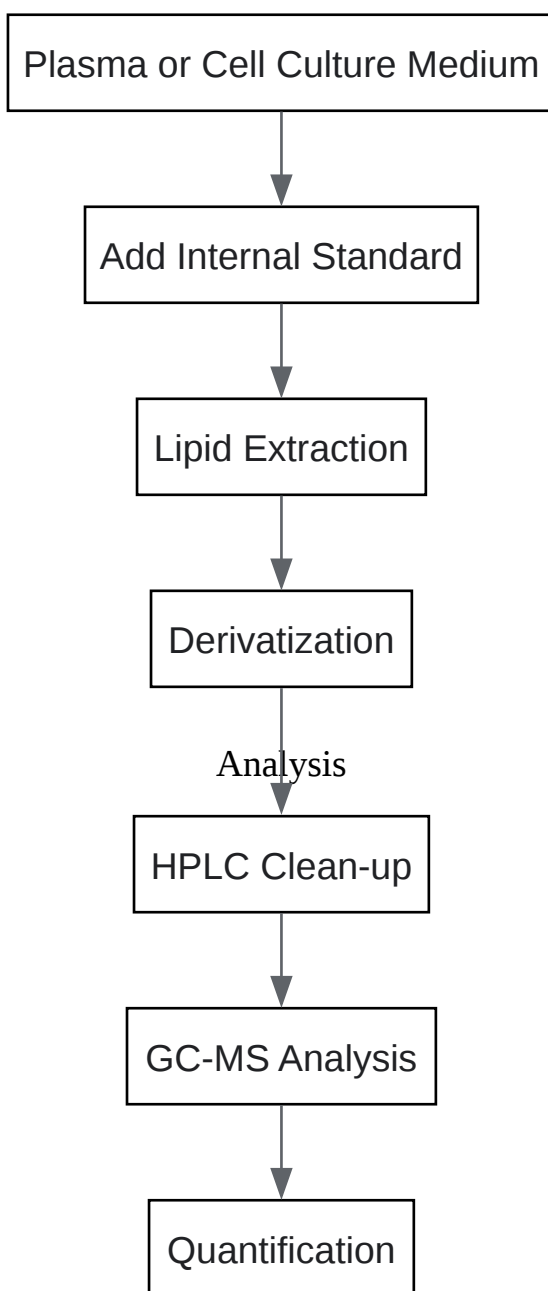 Plasma or Cell Culture Medium
Add Internal Standard
Lipid Extraction
Derivatization
Analysis
HPLC Clean-up
GC-MS Analysis
Quantification